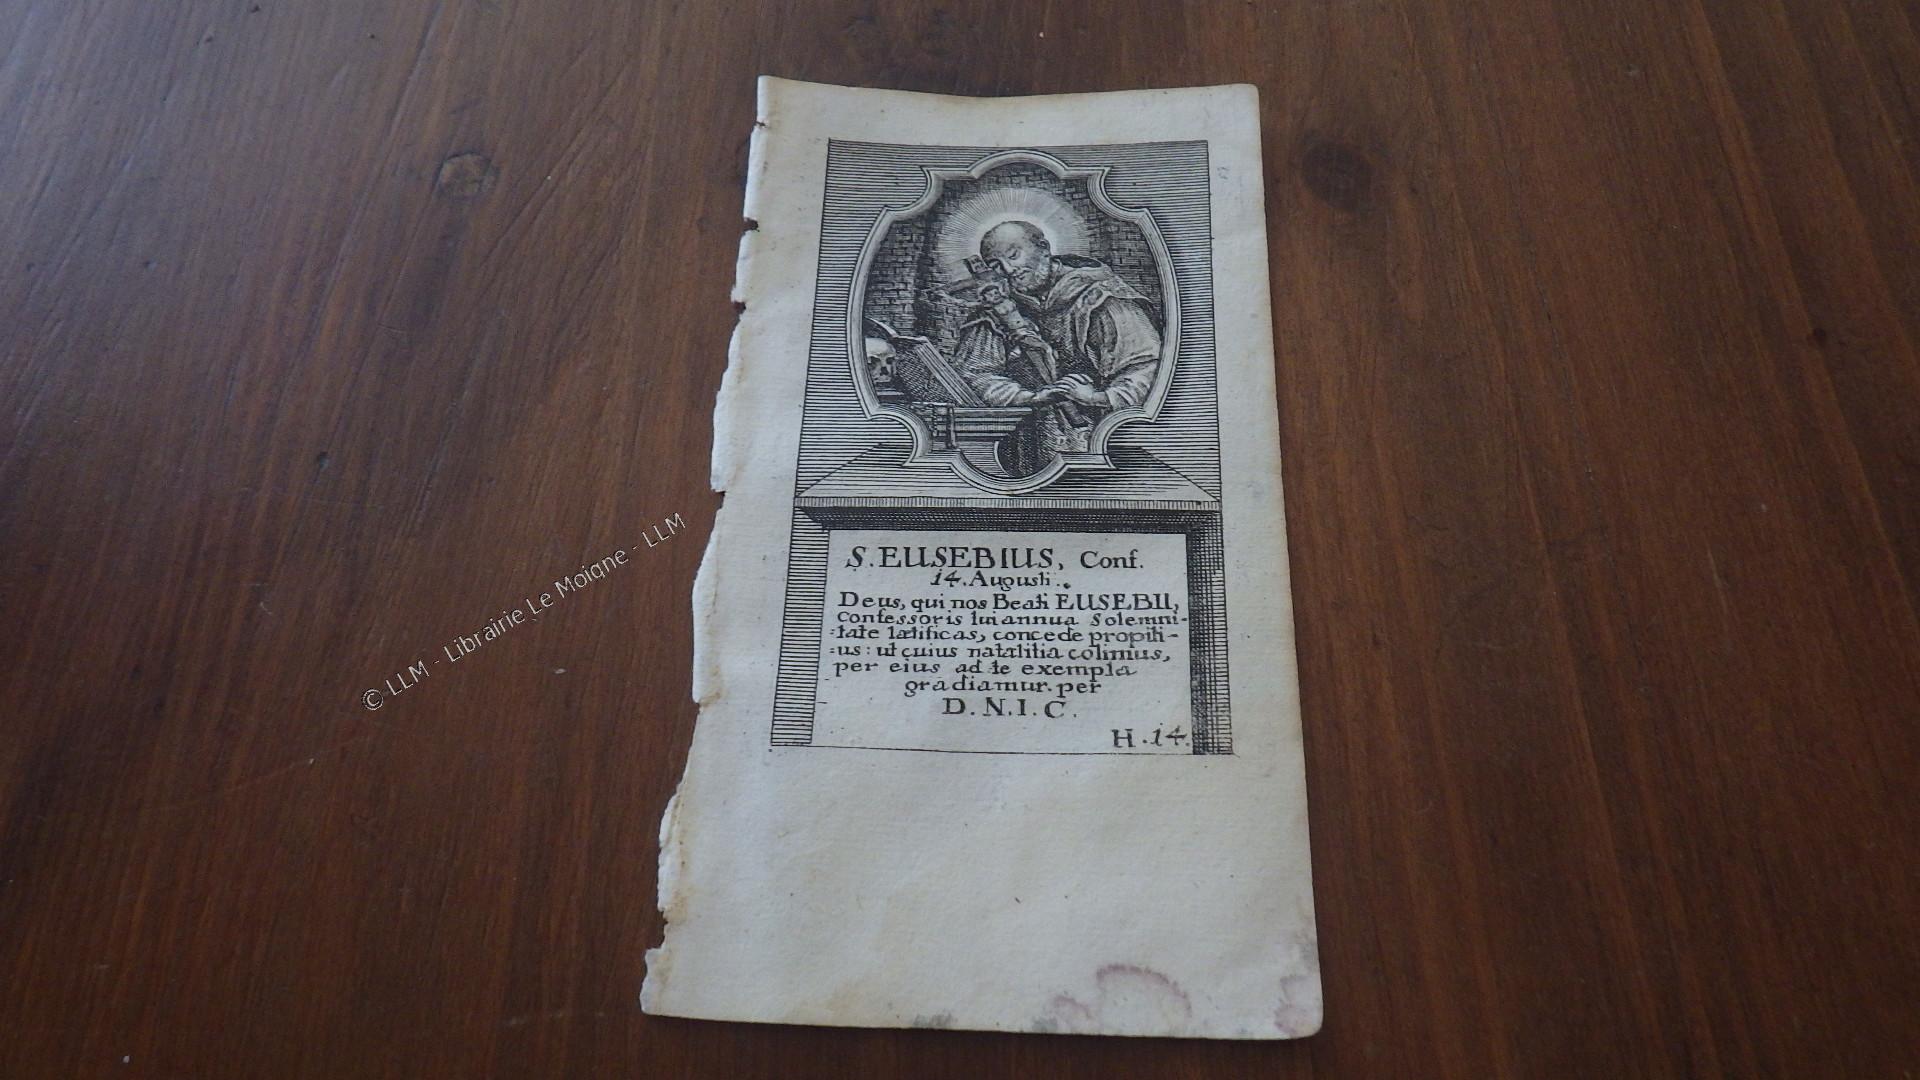 S. EUSEBIUS, Conf.
14. Augusti.
Deus, qui nos Beati EUSEBII,
Confessoris tui annua Solemni-
:tate lætificas, concede propiti-
:us: ut cuius natalitia colimus,
per eius ad te exempla
gradiamur. per
D. N. I. C.
H. 14.
© LLM - Librairie Le Moigne - LLM